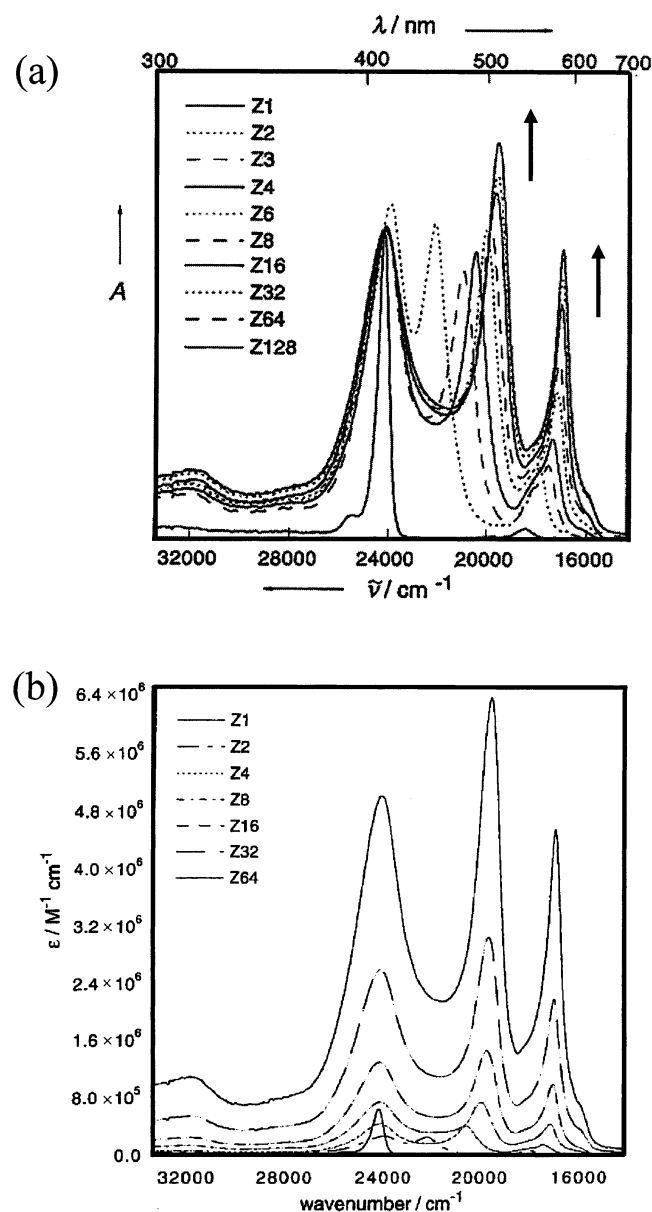 λ / nm
(a)
300 400 500 600 700
Z1
Z2
Z3
Z4
Z6
Z8
Z16
Z32
Z64
Z128
A
32000 28000 24000 20000 16000
ṽ / cm⁻¹
(b)
6.4 × 10⁶
5.6 × 10⁶
4.8 × 10⁶
4.0 × 10⁶
3.2 × 10⁶
2.4 × 10⁶
1.6 × 10⁶
8.0 × 10⁵
0.0
ε / M⁻¹ cm⁻¹
Z1
Z2
Z4
Z8
Z16
Z32
Z64
32000 28000 24000 20000 16000
wavenumber / cm⁻¹